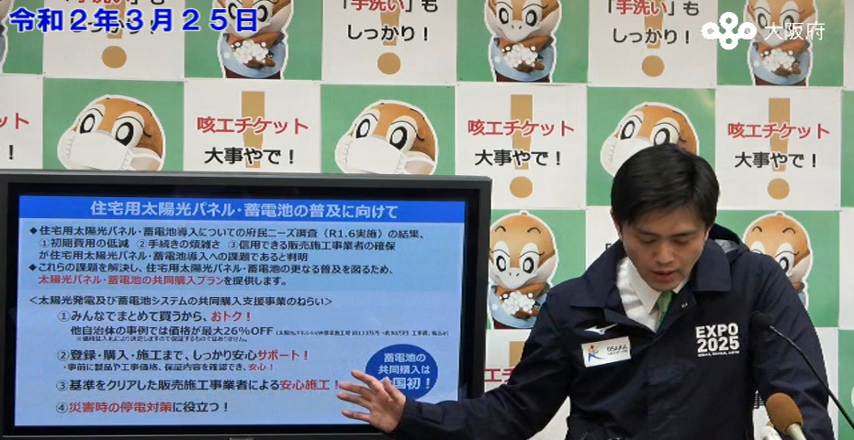 令和２年３月２５日
「手洗い」も
しっかり！
「手洗い」も
しっかり！
大阪府
咳エチケット
大事やで！
咳エチケット
大事やで！
咳エチケット
大事やで！
住宅用太陽光パネル・蓄電池の普及に向けて
◆住宅用太陽光パネル・蓄電池導入についての府民ニーズ調査（R1.6実施）の結果、
①初期費用の低減　②手続きの煩雑さ　③信用できる販売施工事業者の確保
が住宅用太陽光パネル・蓄電池導入への課題であると判明
◆これらの課題を解決し、住宅用太陽光パネル・蓄電池の更なる普及を図るため、
太陽光パネル・蓄電池の共同購入プランを提供します。
＜太陽光発電及び蓄電池システムの共同購入支援事業のねらい＞
①みんなでまとめて買うから、おトク！
他自治体の事例では価格が最大26％OFF
②登録・購入・施工まで、しっかり安心サポート！
・事前に製品や工事価格、保証内容を確認でき、安心！
③基準をクリアした販売施工事業者による安心施工！
④災害時の停電対策に役立つ！
蓄電池の
共同購入は
国初！
EXPO
2025